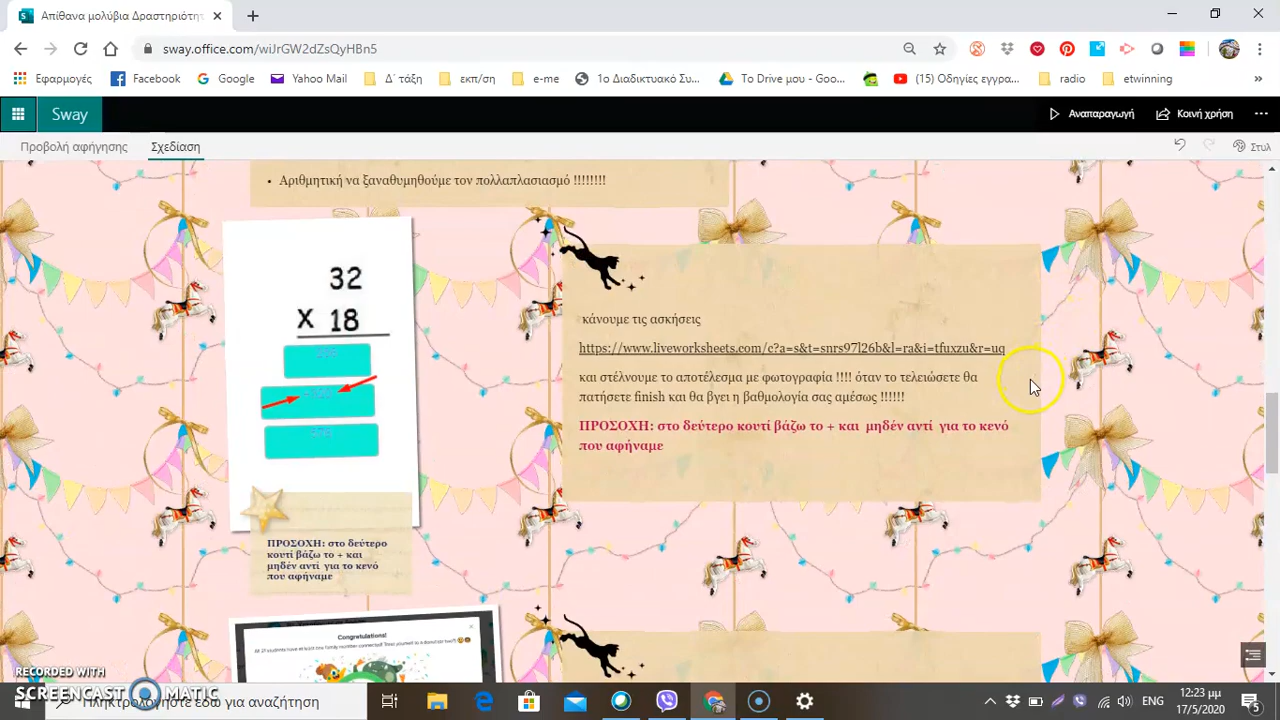 Απίθανα μολύβια Δραστηριότητ
sway.office.com/wiJrGW2dZsQyHBn5
Εφαρμογές
Facebook
Google
Yahoo Mail
Δ΄ τάξη
εκπ/ση
e-me
1ο Διαδικτυακό Συ...
Το Drive μου - Goo...
(15) Οδηγίες εγγρα...
radio
etwinning
»
Sway
Αναπαραγωγή
Κοινή χρήση
Προβολή αφήγησης
Σχεδίαση
Στυλ
• Αριθμητική να ξαναθυμηθούμε τον πολλαπλασιασμό !!!!!!!!
32
X 18
κάνουμε τις ασκήσεις
https://www.liveworksheets.com/c?a=s&t=snrs97l26b&l=ra&i=tfuxzu&r=uq
και στέλνουμε το αποτέλεσμα με φωτογραφία !!!! όταν το τελειώσετε θα
πατήσετε finish και θα βγει η βαθμολογία σας αμέσως !!!!!!
ΠΡΟΣΟΧΗ: στο δεύτερο κουτί βάζω το + και μηδέν αντί για το κενό
που αφήναμε
ΠΡΟΣΟΧΗ: στο δεύτερο
κουτί βάζω το + και
μηδέν αντί για το κενό
που αφήναμε
Congratulations!
RECORDED WITH
SCREENCAST MATIC
Πληκτρολογήστε εδώ για αναζήτηση
ENG
12:23 μμ
17/5/2020
5